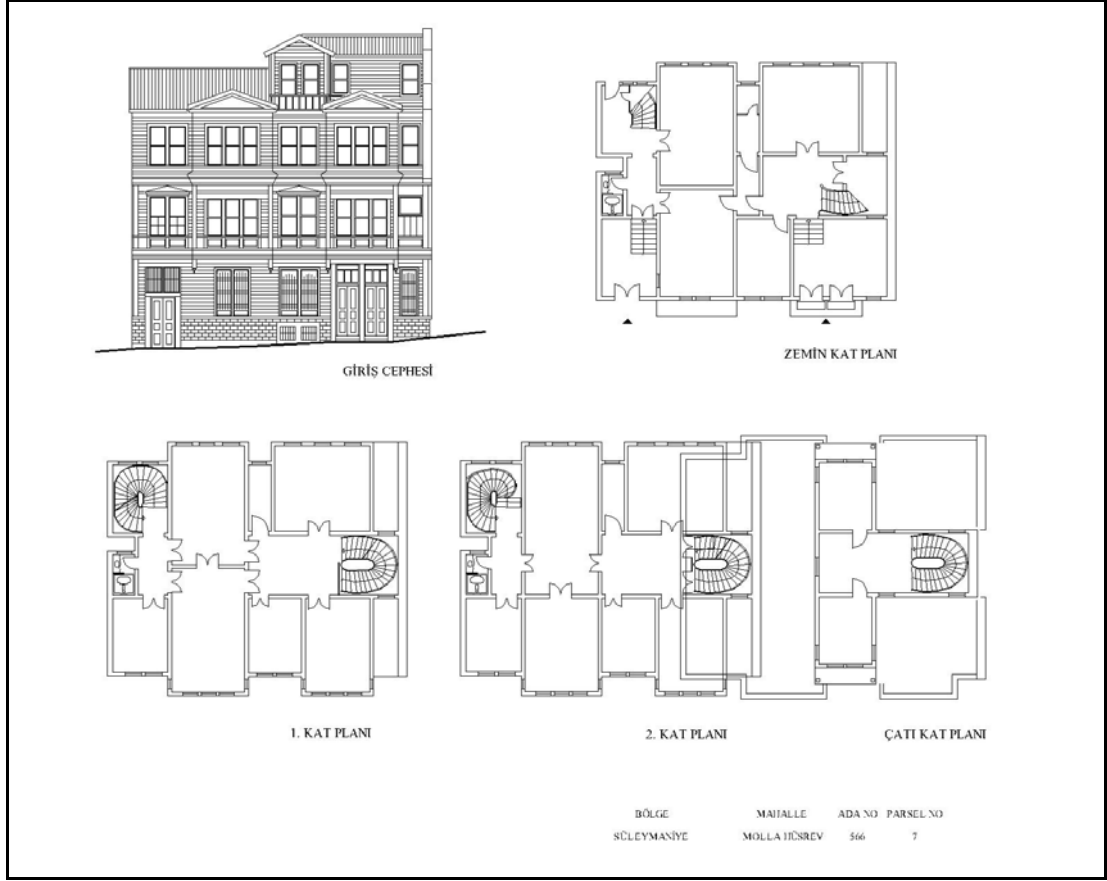 GİRİŞ CEPHESİ
ZEMİN KAT PLANI
1. KAT PLANI
2. KAT PLANI
ÇATI KAT PLANI
BÖLGE MAHALLE ADA NO PARSEL NO
SÜLEYMANİYE MOLLA HÜSREV 566 7